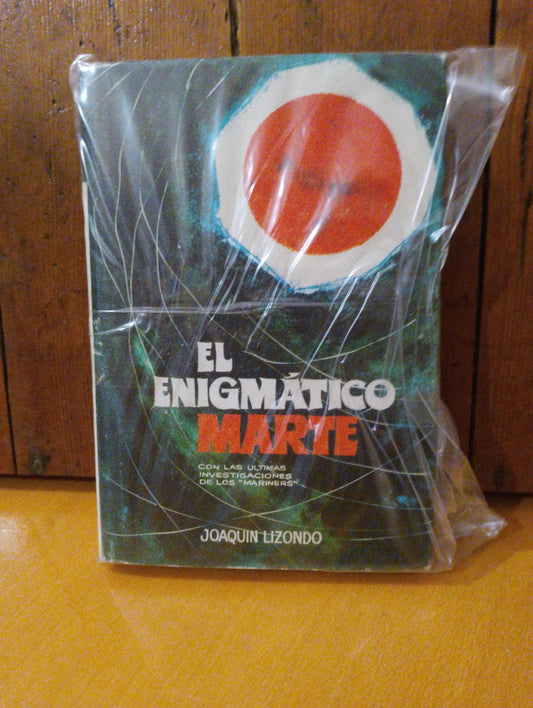 EL
ENIGMÁTICO
MARTE
CON LAS ULTIMAS
INVESTIGACIONES
DE LOS "MARINERS"
JOAQUIN LIZONDO